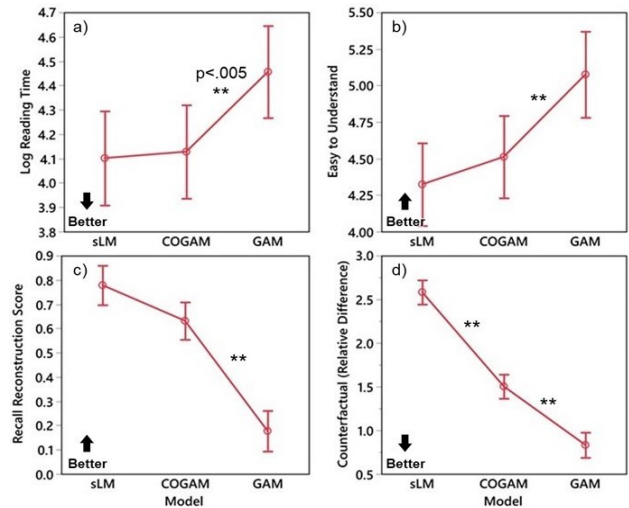 a)
Log Reading Time
4.7
4.6
4.5
4.4
4.3
4.2
4.1
4.0
3.9
3.8
p<.005
**
Better
sLM COGAM GAM
b)
Easy to Understand
5.50
5.25
5.00
4.75
4.50
4.25
4.00
**
Better
sLM COGAM GAM
c)
Recall Reconstruction Score
0.9
0.8
0.7
0.6
0.5
0.4
0.3
0.2
0.1
0.0
**
Better
sLM COGAM GAM
Model
d)
Counterfactual (Relative Difference)
3.0
2.5
2.0
1.5
1.0
0.5
**
**
Better
sLM COGAM GAM
Model